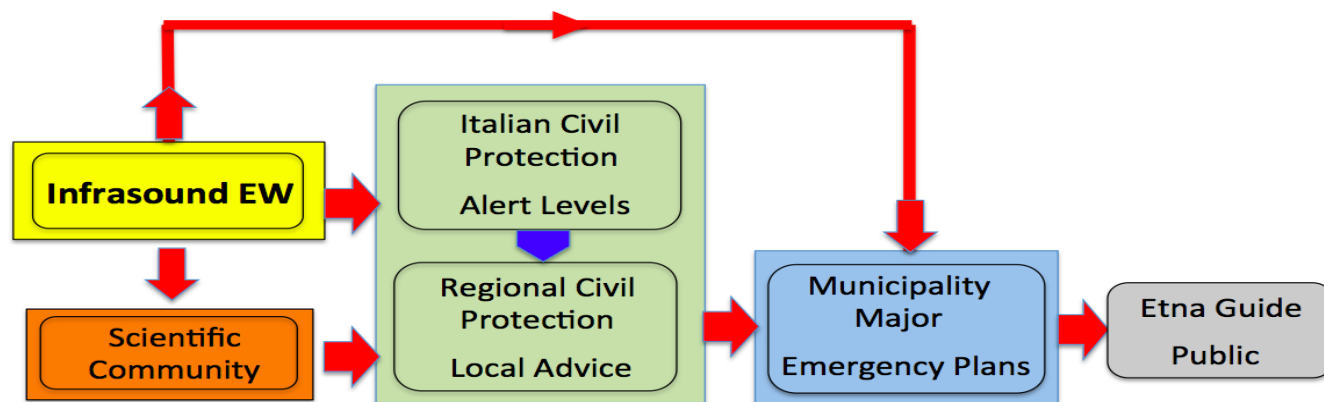 Infrasound EW
Scientific
Community
Italian Civil
Protection
Alert Levels
Regional Civil
Protection
Local Advice
Municipality
Major
Emergency Plans
Etna Guide
Public